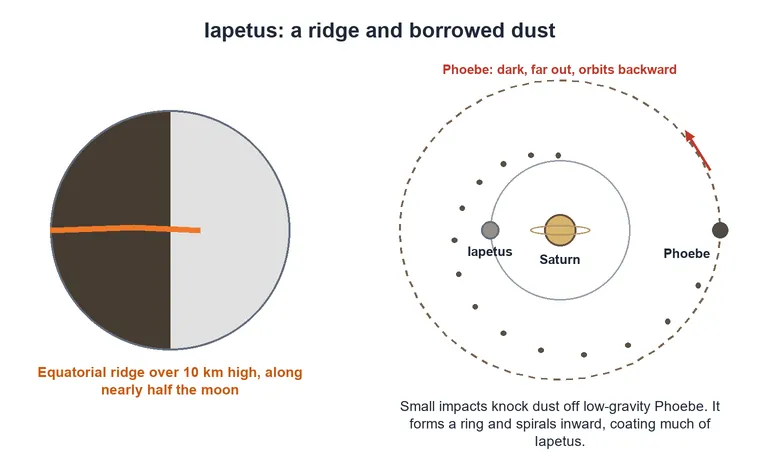 Iapetus: a ridge and borrowed dust
Phoebe: dark, far out, orbits backward
Iapetus
Saturn
Phoebe
Equatorial ridge over 10 km high, along
nearly half the moon
Small impacts knock dust off low-gravity Phoebe. It
forms a ring and spirals inward, coating much of
Iapetus.